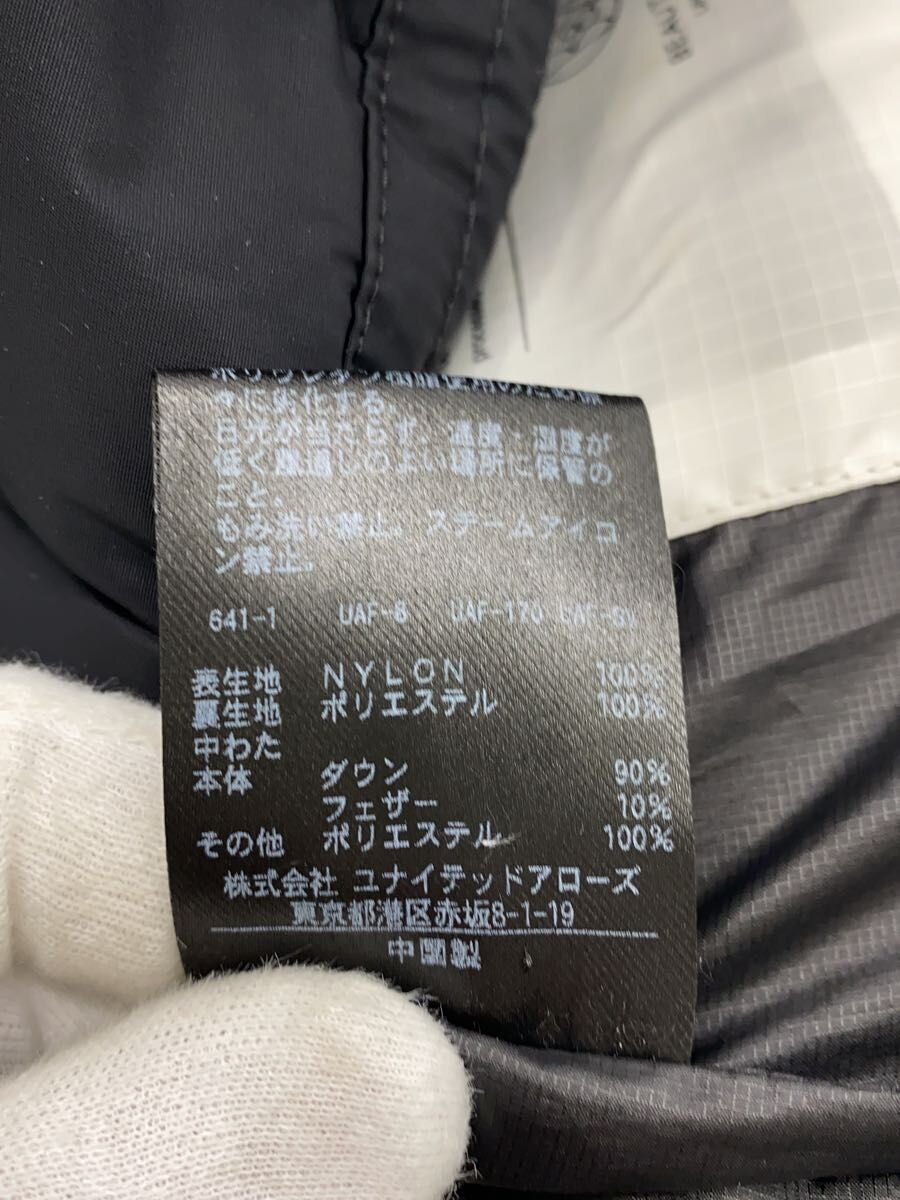 BEAUT
々に劣化する。
日光が当たらず、温度・湿度が
低く風通しのよい場所に保管の
こと。
もみ洗い禁止。スチームアイロ
ン禁止。
641-1 UAF-8 UAF-170
表生地 NYLON 100%
裏生地 ポリエステル 100%
中わた
本体 ダウン 90%
フェザー 10%
その他 ポリエステル 100%
株式会社 ユナイテッドアローズ
東京都港区赤坂8-1-19
中国製